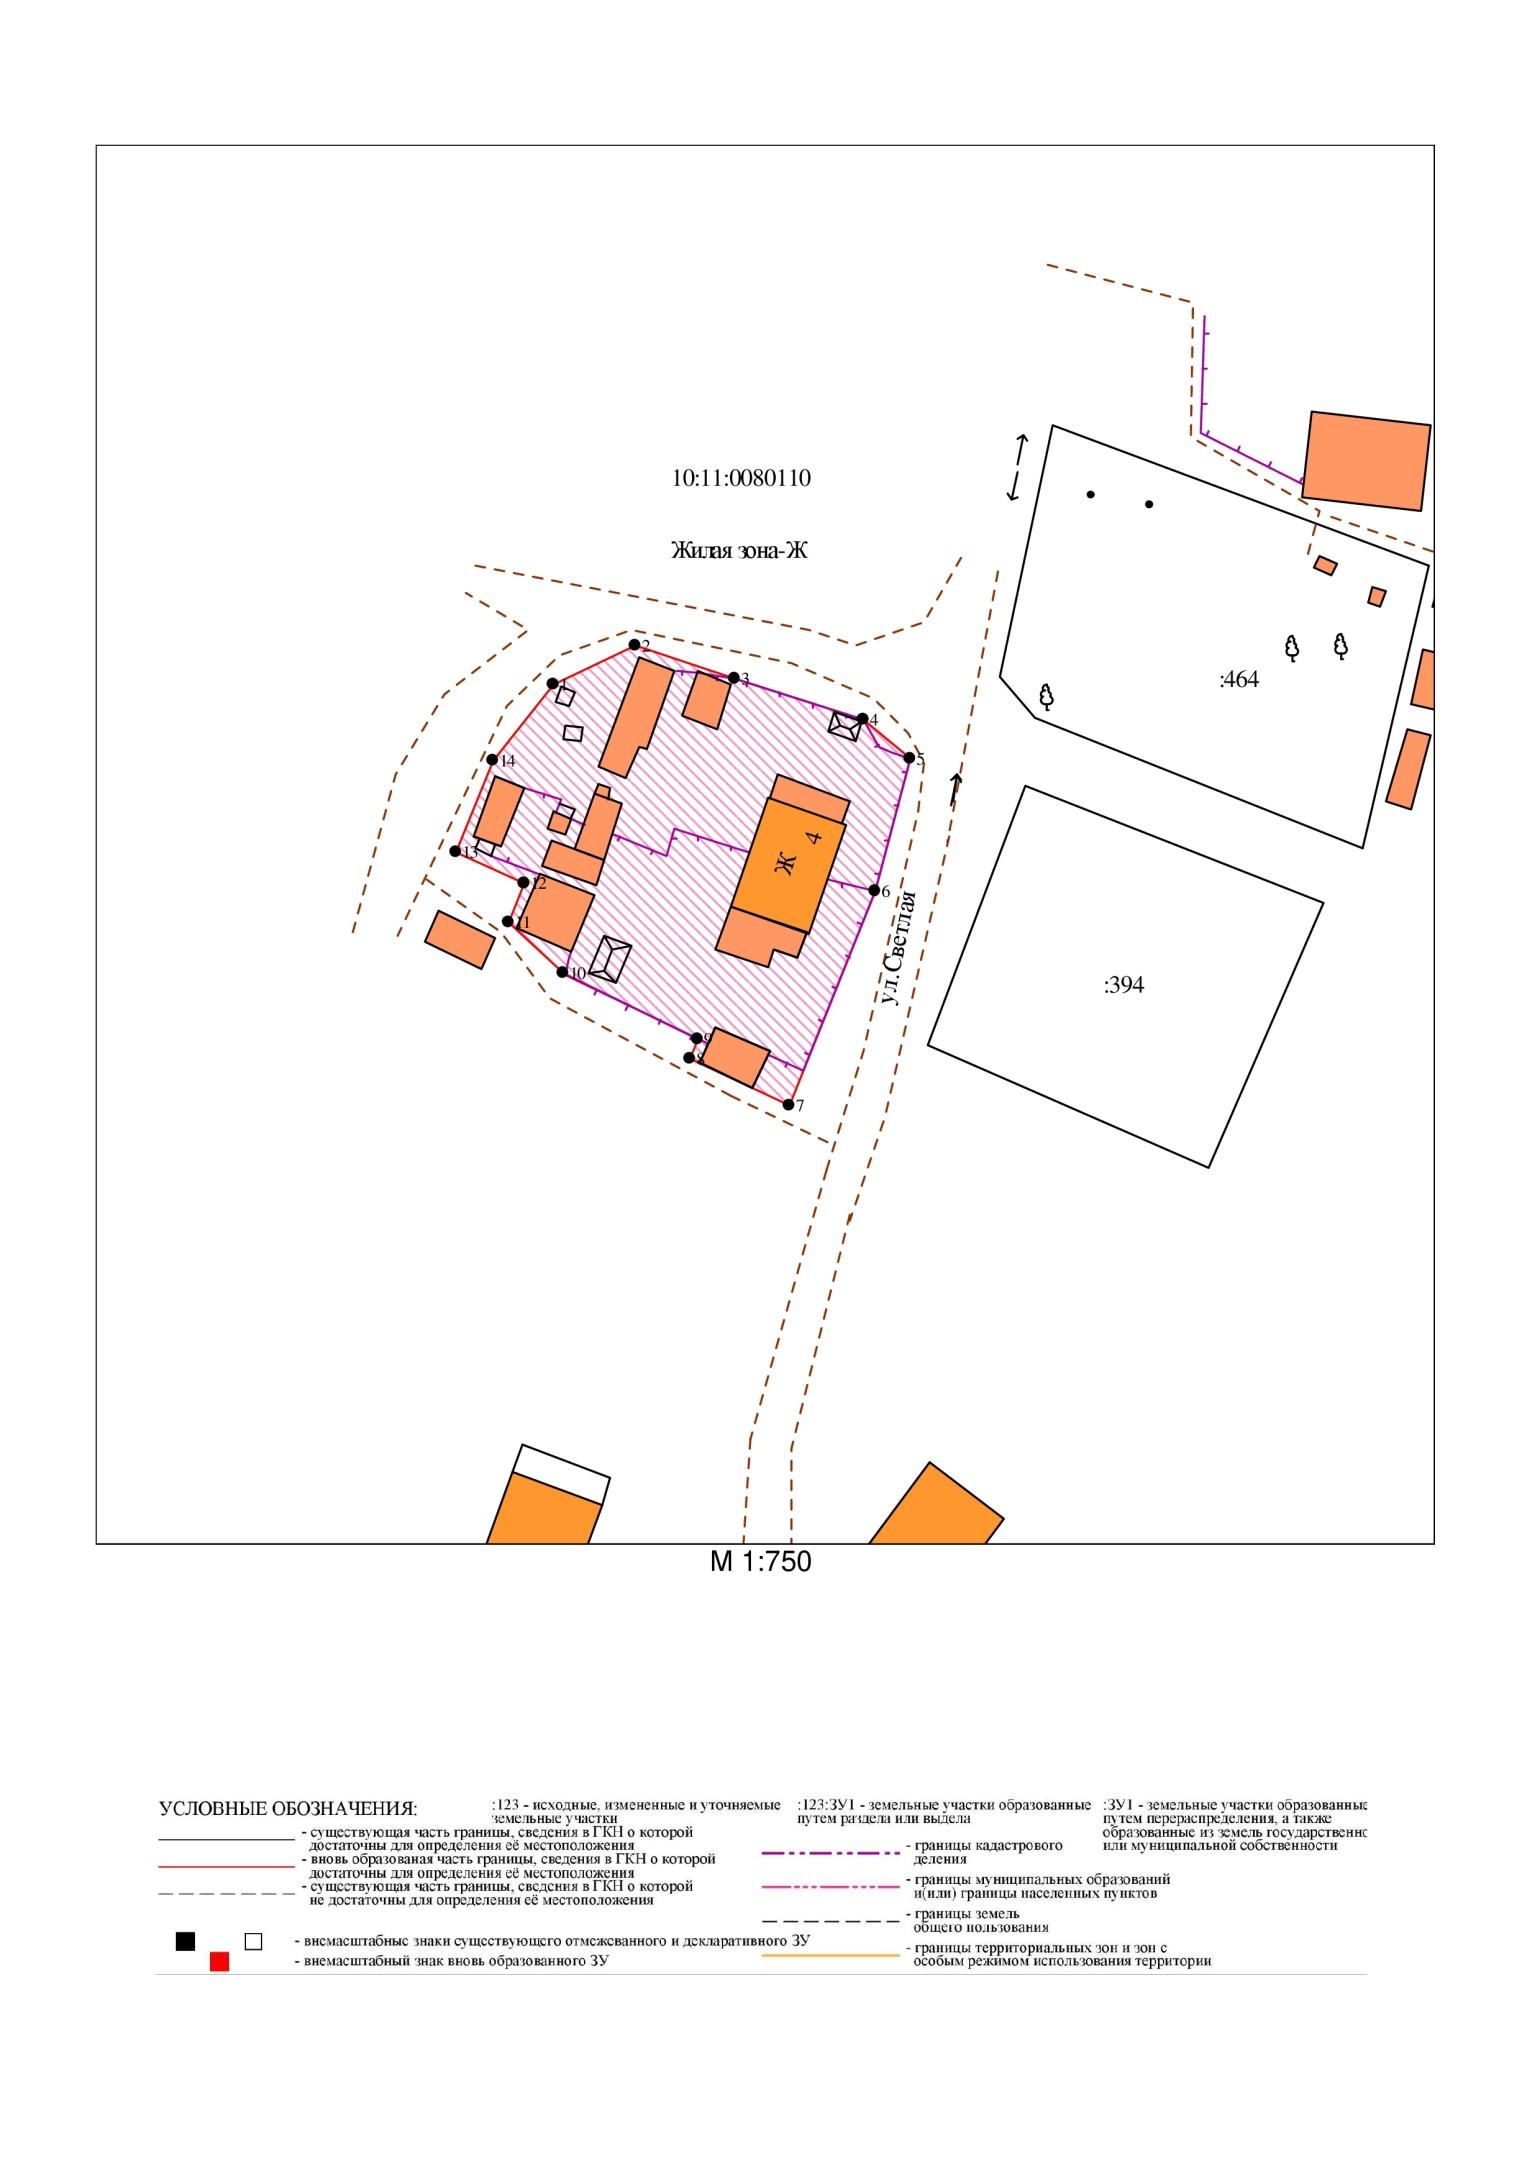 10:11:0080110
Жилая зона-Ж
2
1
3
4
5
14
:464
Ж 4
13
12
6
11
ул.Светлая
10
:394
9
8
7
М 1:750
УСЛОВНЫЕ ОБОЗНАЧЕНИЯ:
- существующая часть границы, сведения в ГКН о которой
достаточны для определения её местоположения
- вновь образованая часть границы, сведения в ГКН о которой
достаточны для определения её местоположения
- существующая часть границы, сведения в ГКН о которой
не достаточны для определения её местоположения
- внемасштабные знаки существующего отмежеванного и декларативного ЗУ
- внемасштабный знак вновь образованного ЗУ
:123 - исходные, измененные и уточняемые
земельные участки
:123:ЗУ1 - земельные участки образованные
путем раздела или выдела
:ЗУ1 - земельные участки образованные
путем перераспределения, а также
образованные из земель государственно
или муниципальной собственности
- границы кадастрового
деления
- границы муниципальных образований
и(или) границы населенных пунктов
- границы земель
общего пользования
- границы территориальных зон и зон с
особым режимом использования территории